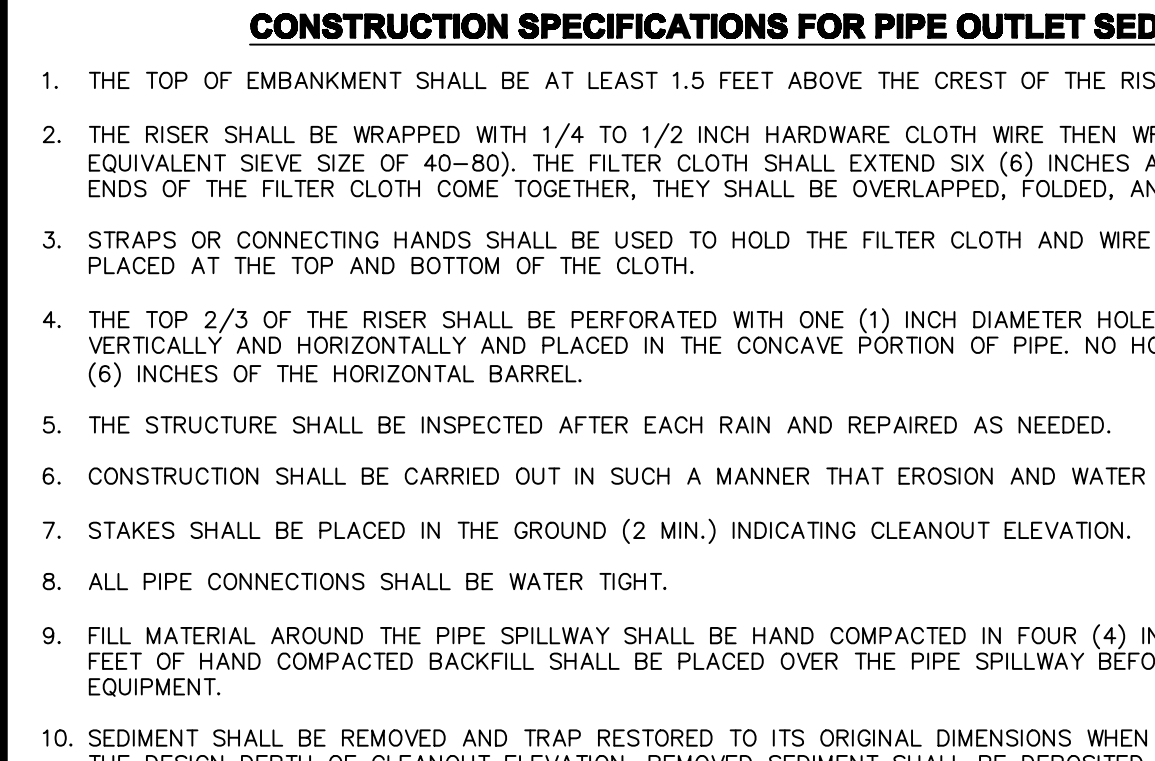 CONSTRUCTION SPECIFICATIONS FOR PIPE OUTLET SED
1. THE TOP OF EMBANKMENT SHALL BE AT LEAST 1.5 FEET ABOVE THE CREST OF THE RIS
2. THE RISER SHALL BE WRAPPED WITH 1/4 TO 1/2 INCH HARDWARE CLOTH WIRE THEN WR
EQUIVALENT SIEVE SIZE OF 40-80). THE FILTER CLOTH SHALL EXTEND SIX (6) INCHES A
ENDS OF THE FILTER CLOTH COME TOGETHER, THEY SHALL BE OVERLAPPED, FOLDED, AN
3. STRAPS OR CONNECTING HANDS SHALL BE USED TO HOLD THE FILTER CLOTH AND WIRE
PLACED AT THE TOP AND BOTTOM OF THE CLOTH.
4. THE TOP 2/3 OF THE RISER SHALL BE PERFORATED WITH ONE (1) INCH DIAMETER HOLE
VERTICALLY AND HORIZONTALLY AND PLACED IN THE CONCAVE PORTION OF PIPE. NO HO
(6) INCHES OF THE HORIZONTAL BARREL.
5. THE STRUCTURE SHALL BE INSPECTED AFTER EACH RAIN AND REPAIRED AS NEEDED.
6. CONSTRUCTION SHALL BE CARRIED OUT IN SUCH A MANNER THAT EROSION AND WATER
7. STAKES SHALL BE PLACED IN THE GROUND (2 MIN.) INDICATING CLEANOUT ELEVATION.
8. ALL PIPE CONNECTIONS SHALL BE WATER TIGHT.
9. FILL MATERIAL AROUND THE PIPE SPILLWAY SHALL BE HAND COMPACTED IN FOUR (4) IN
FEET OF HAND COMPACTED BACKFILL SHALL BE PLACED OVER THE PIPE SPILLWAY BEFO
EQUIPMENT.
10. SEDIMENT SHALL BE REMOVED AND TRAP RESTORED TO ITS ORIGINAL DIMENSIONS WHEN
THE DESIGN DEPTH OF CLEANOUT ELEVATION. REMOVED SEDIMENT SHALL BE DEPOSITED